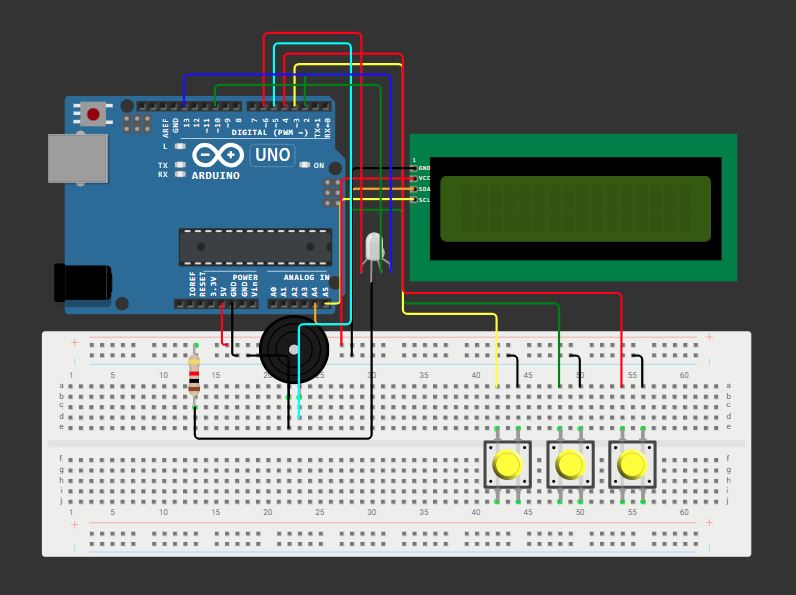 AREF
GND
13
12
~11
~10
~9
8
7
~6
~5
4
~3
2
TX→1
RX←0
DIGITAL (PWM ~)
L
TX
RX
UNO
ON
ARDUINO
1
GND
VCC
SDA
SCL
IOREF
RESET
3.3V
5V
GND
GND
Vin
POWER
ANALOG IN
A0
A1
A2
A3
A4
A5
+ +
1 5 10 15 20 25 30 35 40 45 50 55 60
a a
b b
c c
d d
e e
f f
g g
h h
i i
j j
1 5 10 15 20 25 30 35 40 45 50 55 60
+ +